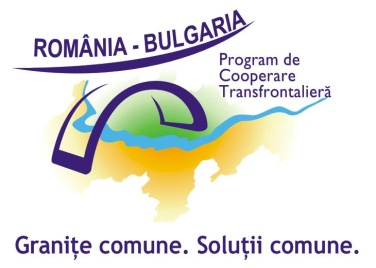 ROMÂNIA - BULGARIA
Program de
Cooperare
Transfrontalieră
Granițe comune. Soluții comune.